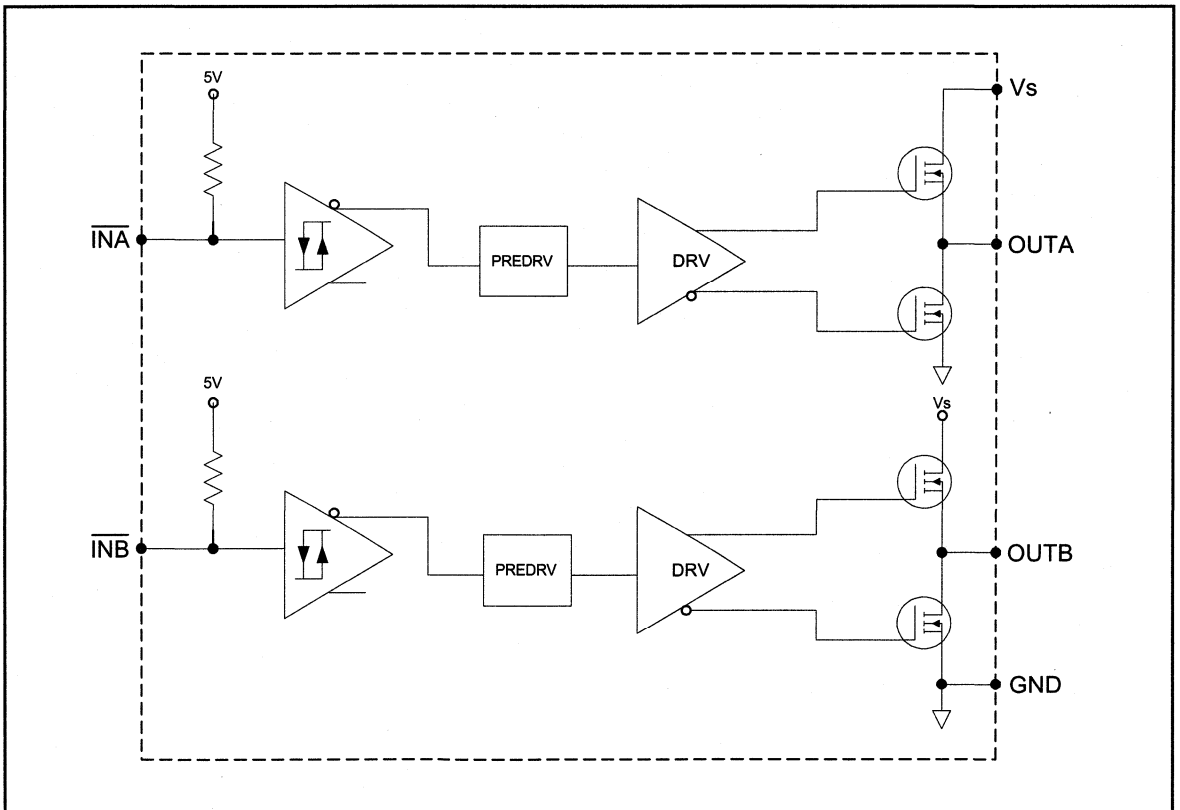 5V
Vs
INA
OUTA
PREDRV
DRV
5V
Vs
INB
OUTB
PREDRV
DRV
GND